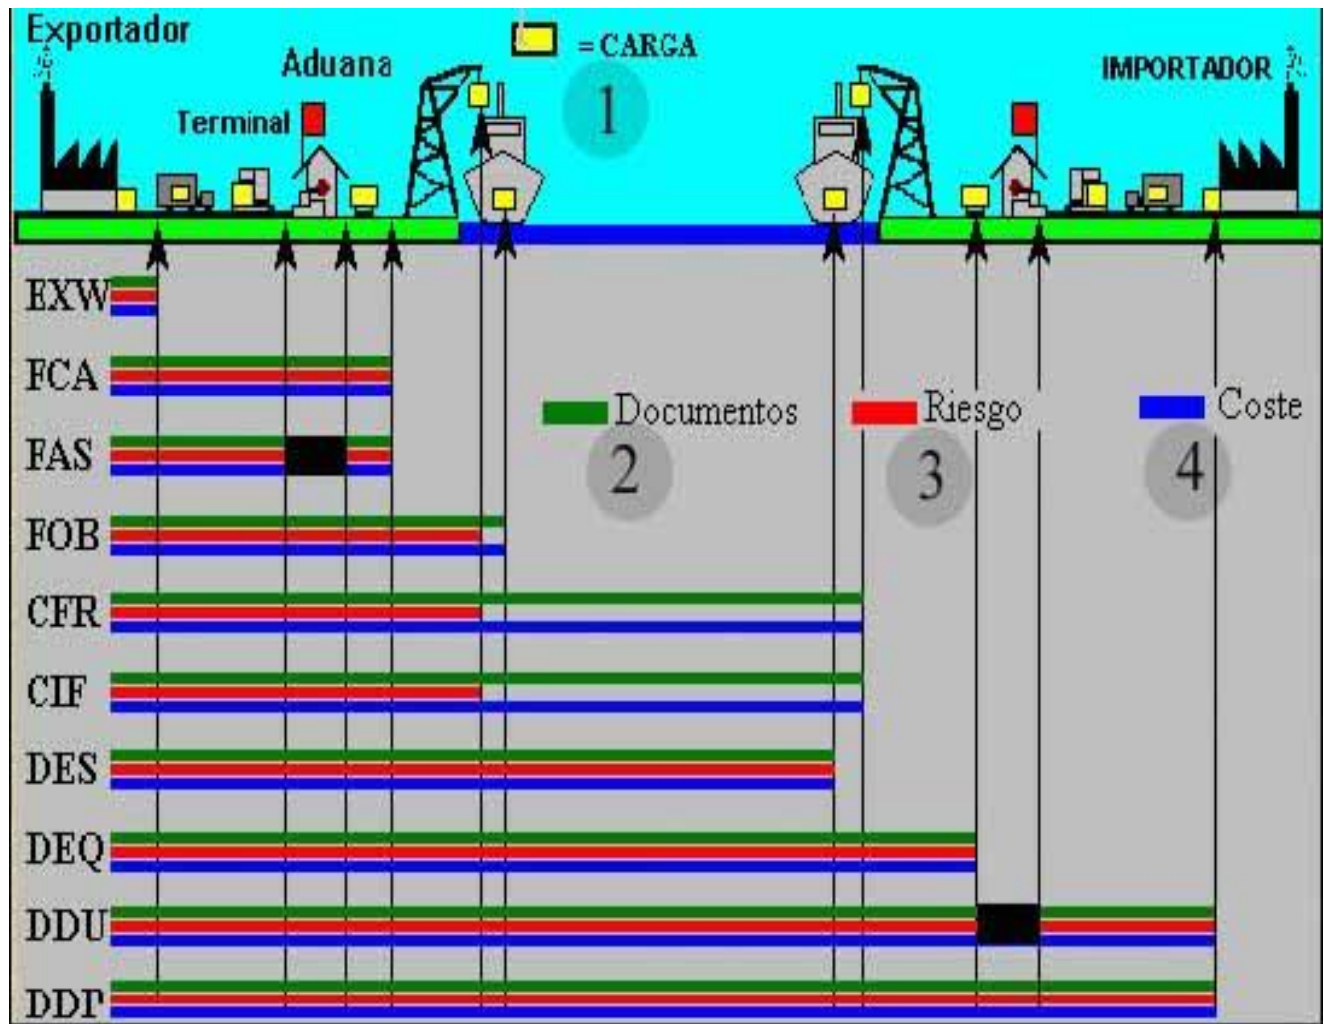 Exportador
= CARGA
Aduana
IMPORTADOR
1
Terminal
EXW
FCA
Documentos
Riesgo
Coste
2
3
4
FAS
FOB
CFR
CIF
DES
DEQ
DDU
DDP